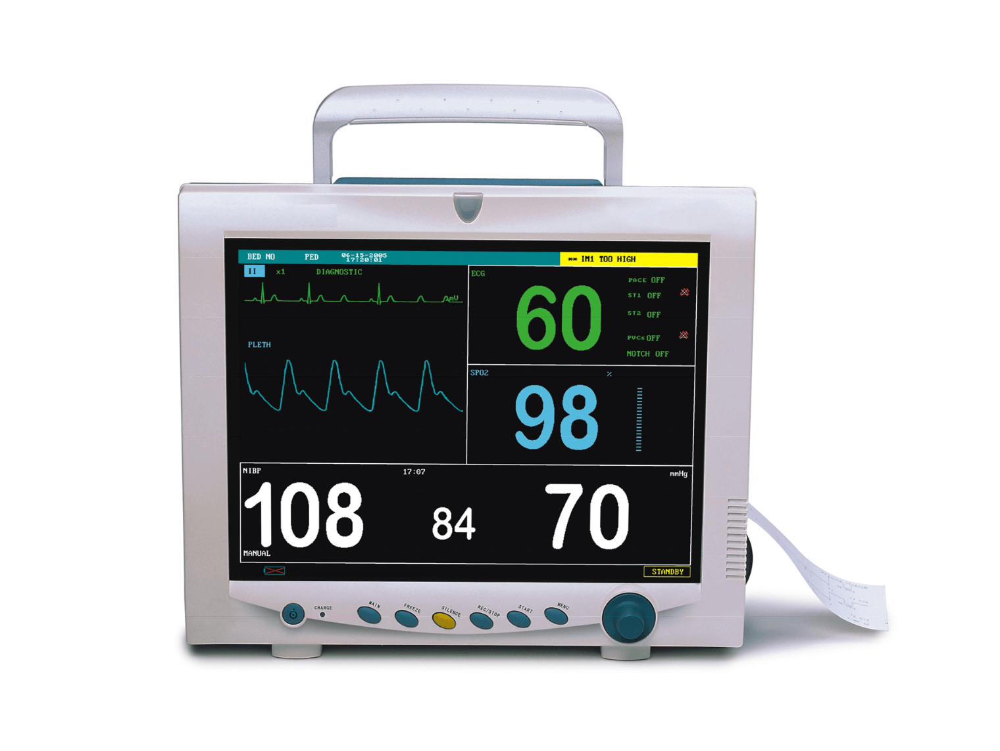 BED NO PED 06-15-2005 17:20:01 ** IM1 TOO HIGH
II x1 DIAGNOSTIC
mV
PLETH
ECG
60
PACE OFF
ST1 OFF
ST2 OFF
PVCs OFF
NOTCH OFF
SPO2 %
98
NIBP 17:07 mmHg
108 84 70
MANUAL
STANDBY
CHARGE MAIN FREEZE SILENCE REC/STOP START MENU